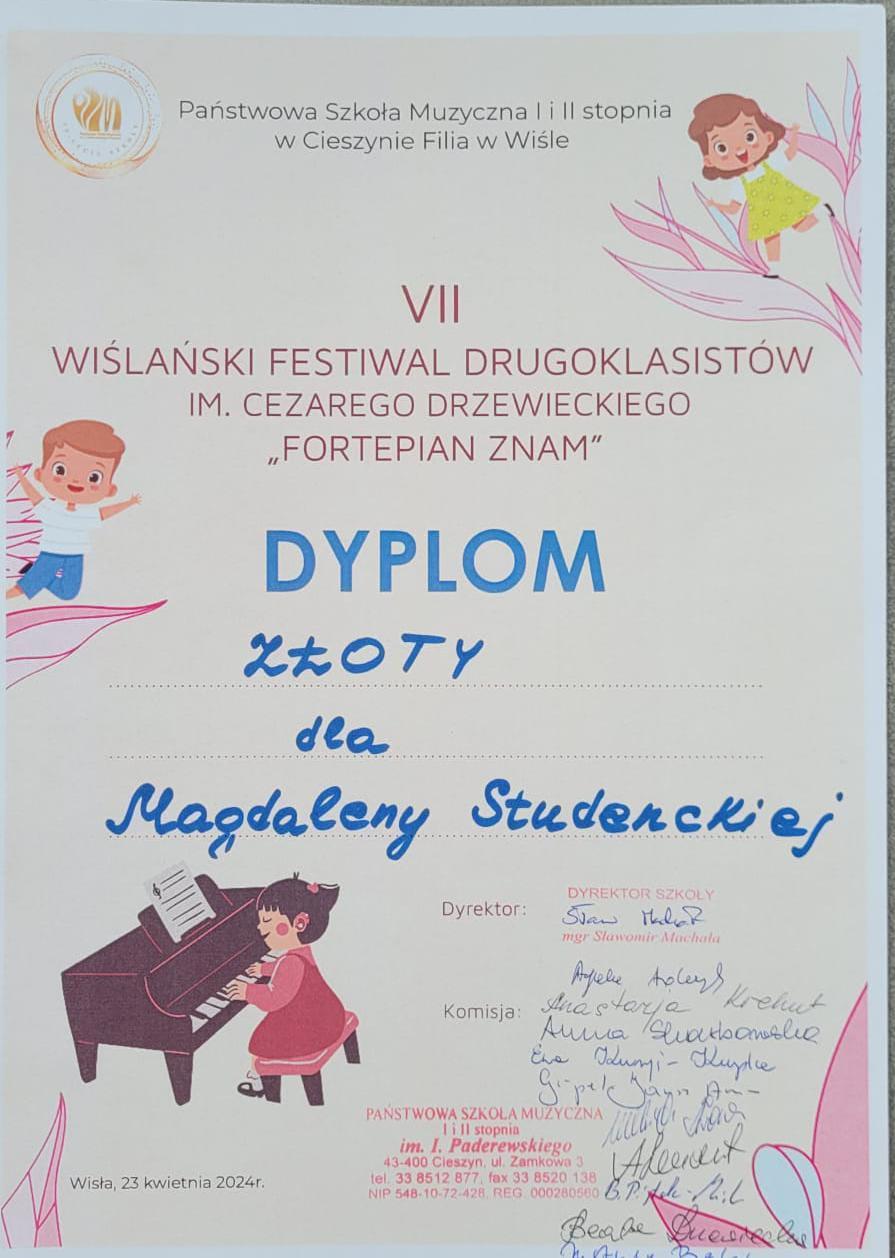 Państwowa Szkoła Muzyczna I i II stopnia
w Cieszynie Filia w Wiśle
VII
WIŚLAŃSKI FESTIWAL DRUGOKLASISTÓW
IM. CEZAREGO DRZEWIECKIEGO
„FORTEPIAN ZNAM”
DYPLOM
ZŁOTY
dla
Magdaleny Studenckiej
Dyrektor:
DYREKTOR SZKOŁY
mgr Sławomir Machała
Komisja:
Anastazja Krehut
Anna
Ewa
PAŃSTWOWA SZKOŁA MUZYCZNA
I i II stopnia
im. I. Paderewskiego
43-400 Cieszyn, ul. Zamkowa 3
tel. 33 8512 877, fax 33 8520 138
NIP 548-10-72-428, REG. 000280560
Wisła, 23 kwietnia 2024r.